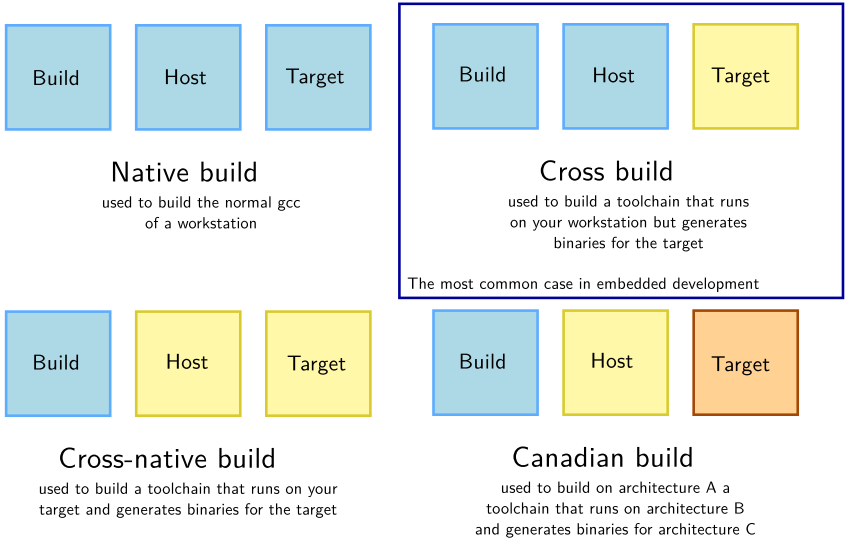 Build
Host
Target
Native build
used to build the normal gcc
of a workstation
Build
Host
Target
Cross build
used to build a toolchain that runs
on your workstation but generates
binaries for the target
The most common case in embedded development
Build
Host
Target
Cross-native build
used to build a toolchain that runs on your
target and generates binaries for the target
Build
Host
Target
Canadian build
used to build on architecture A a
toolchain that runs on architecture B
and generates binaries for architecture C